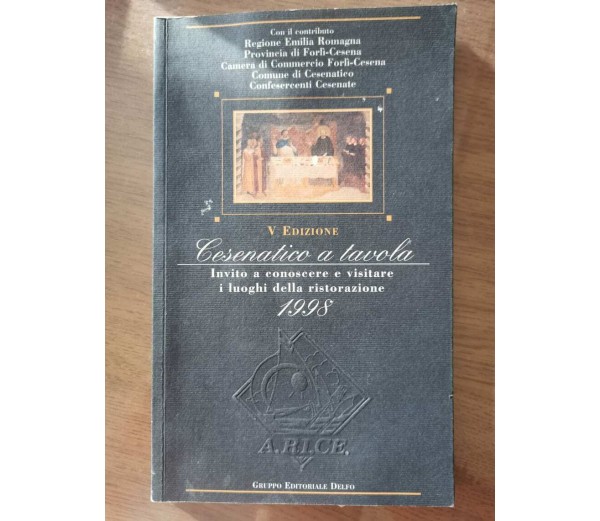 Con il contributo
Regione Emilia Romagna
Provincia di Forlì-Cesena
Camera di Commercio Forlì-Cesena
Comune di Cesenatico
Confesercenti Cesenate
V EDIZIONE
Cesenatico a tavola
Invito a conoscere e visitare
i luoghi della ristorazione
1998
A.RI.CE.
GRUPPO EDITORIALE DELFO